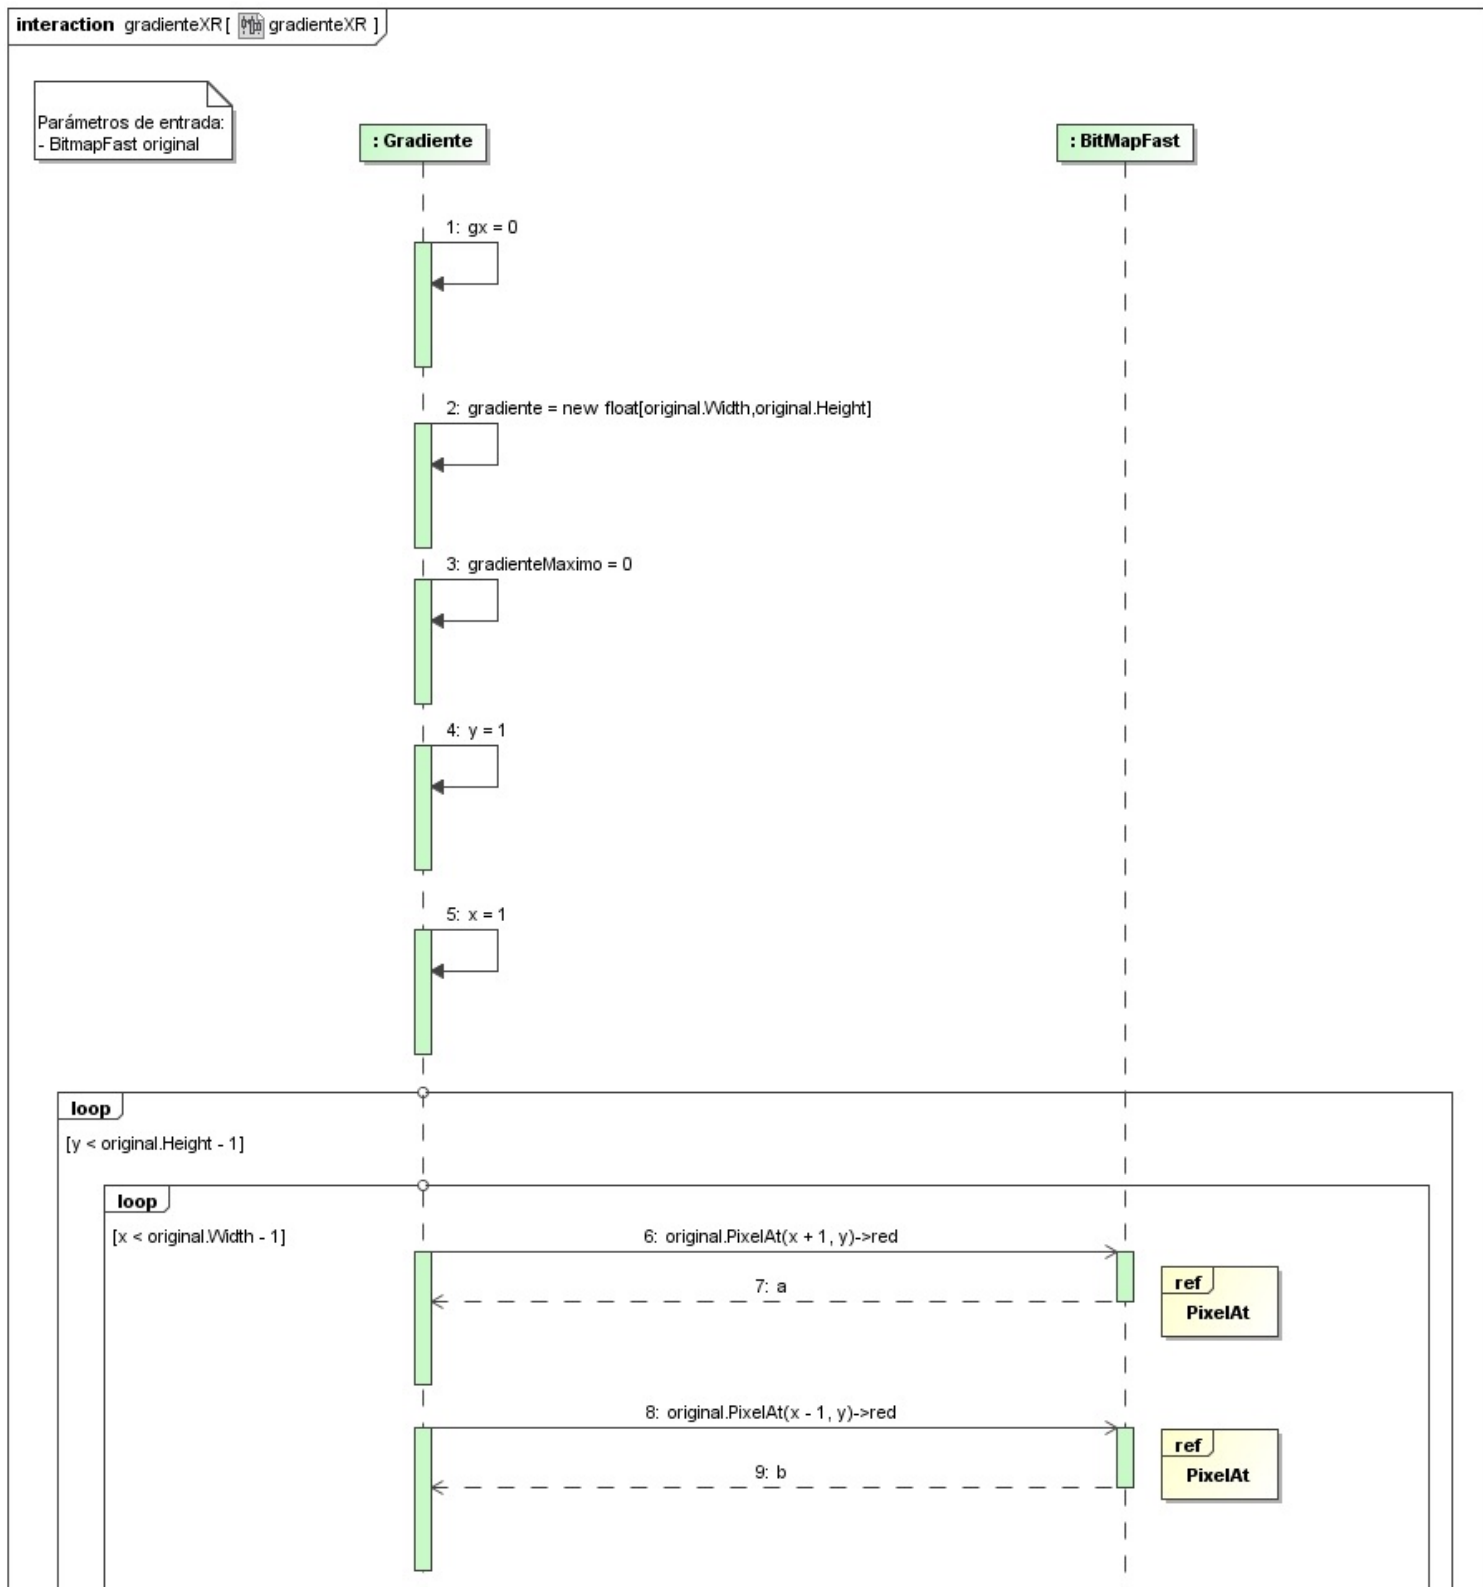 interaction gradienteXR[ gradienteXR ]
Parámetros de entrada:
- BitmapFast original
: Gradiente
: BitMapFast
1: gx = 0
2: gradiente = new float[original.Width,original.Height]
3: gradienteMaximo = 0
4: y = 1
5: x = 1
loop
[y < original.Height - 1]
loop
[x < original.Width - 1]
6: original.PixelAt(x + 1, y)->red
7: a
ref
PixelAt
8: original.PixelAt(x - 1, y)->red
9: b
ref
PixelAt